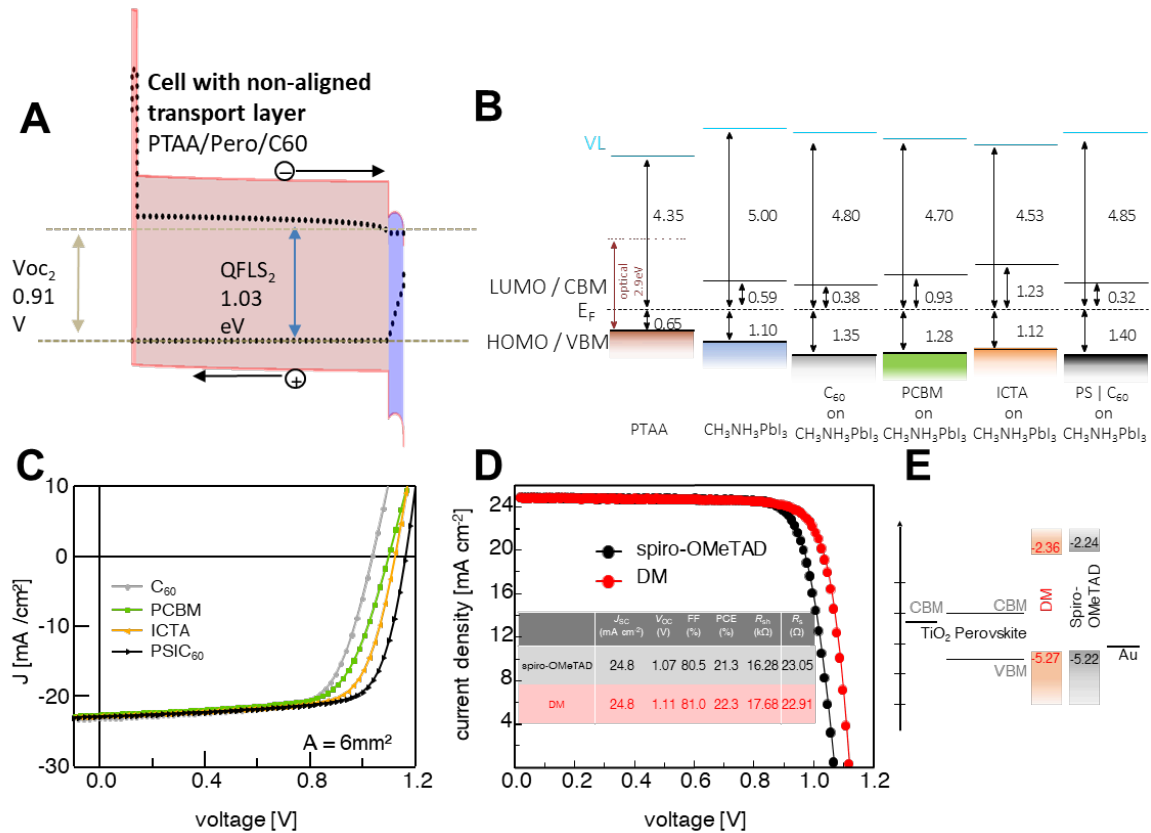 A
Cell with non-aligned
transport layer
PTAA/Pero/C60
−
Voc₂
0.91
V
QFLS₂
1.03
eV
+
B
VL
4.35
5.00
4.80
4.70
4.53
4.85
optical
2.9eV
LUMO / CBM
0.59
0.38
0.93
1.23
0.32
E_F
HOMO / VBM
0.65
1.10
1.35
1.28
1.12
1.40
PTAA
CH₃NH₃PbI₃
C₆₀
on
CH₃NH₃PbI₃
PCBM
on
CH₃NH₃PbI₃
ICTA
on
CH₃NH₃PbI₃
PS | C₆₀
on
CH₃NH₃PbI₃
C
J [mA /cm²]
10
0
-10
-20
-30
C₆₀
PCBM
ICTA
PSIC₆₀
A = 6mm²
0.0 0.4 0.8 1.2
voltage [V]
D
current density [mA cm⁻²]
24
20
16
12
8
4
spiro-OMeTAD
DM
J_SC (mA cm⁻²) V_OC (V) FF (%) PCE (%) R_sh (kΩ) R_s (Ω)
spiro-OMeTAD 24.8 1.07 80.5 21.3 16.28 23.05
DM 24.8 1.11 81.0 22.3 17.68 22.91
0.0 0.2 0.4 0.6 0.8 1.0 1.2
voltage [V]
E
-2.36
-2.24
CBM
CBM
DM
Spiro-
OMeTAD
TiO₂ Perovskite
VBM
-5.27
-5.22
Au